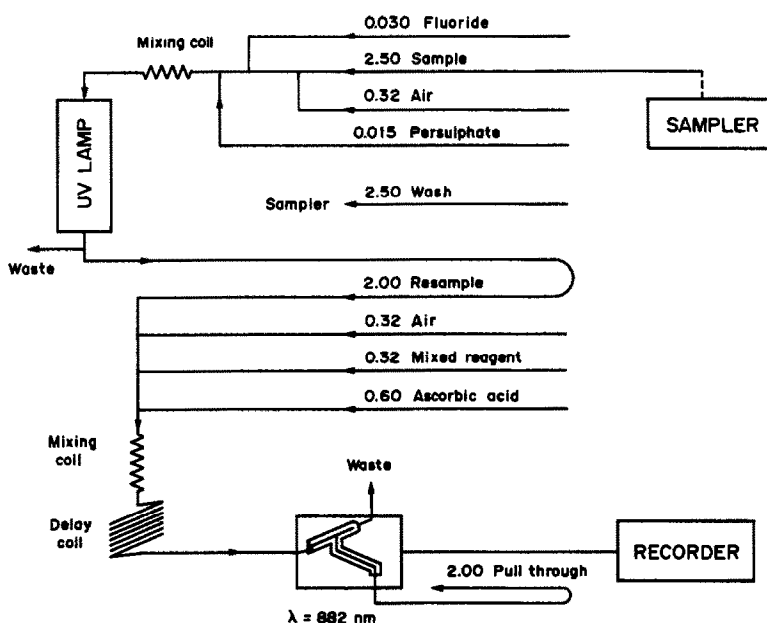 0.030 Fluoride
Mixing coil
2.50 Sample
0.32 Air
SAMPLER
0.015 Persulphate
UV LAMP
Sampler
2.50 Wash
Waste
2.00 Resample
0.32 Air
0.32 Mixed reagent
0.60 Ascorbic acid
Mixing
coil
Waste
Delay
coil
RECORDER
2.00 Pull through
λ = 882 nm